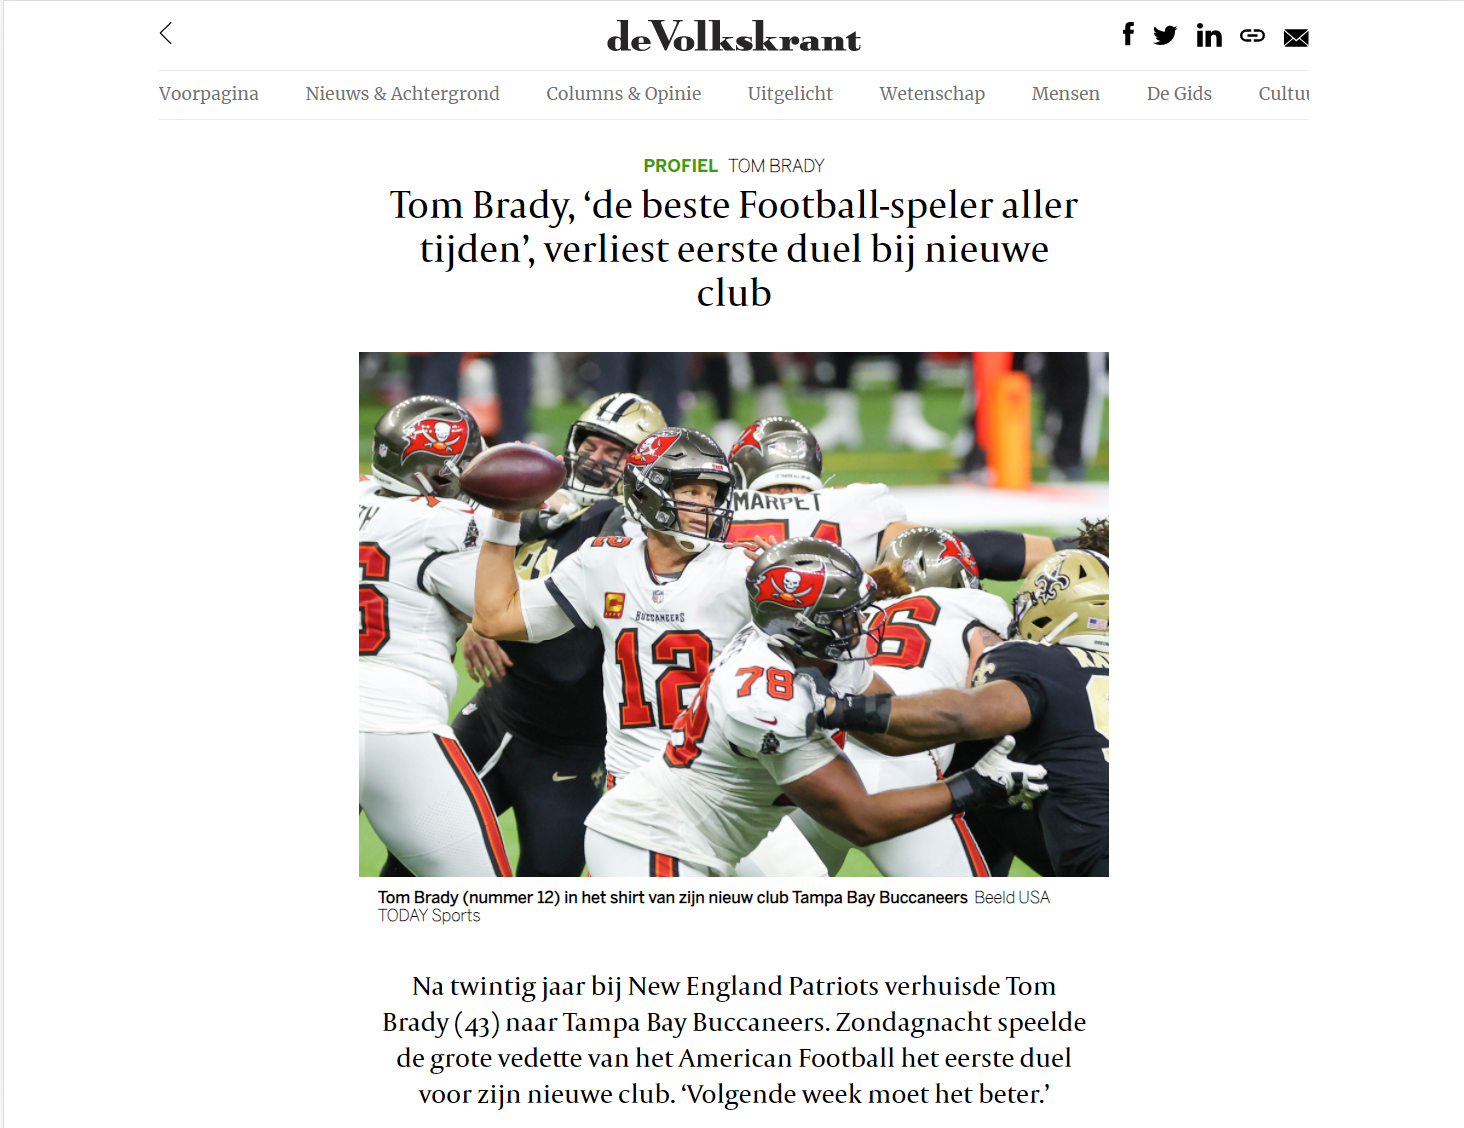 deVolkskrant
Voorpagina Nieuws & Achtergrond Columns & Opinie Uitgelicht Wetenschap Mensen De Gids Cultuu
PROFIEL TOM BRADY
Tom Brady, ‘de beste Football-speler aller
tijden’, verliest eerste duel bij nieuwe
club
MARPET
12
BUCCANEERS
12
78
6
6
Tom Brady (nummer 12) in het shirt van zijn nieuw club Tampa Bay Buccaneers Beeld USA
TODAY Sports
Na twintig jaar bij New England Patriots verhuisde Tom
Brady (43) naar Tampa Bay Buccaneers. Zondagnacht speelde
de grote vedette van het American Football het eerste duel
voor zijn nieuwe club. ‘Volgende week moet het beter.’